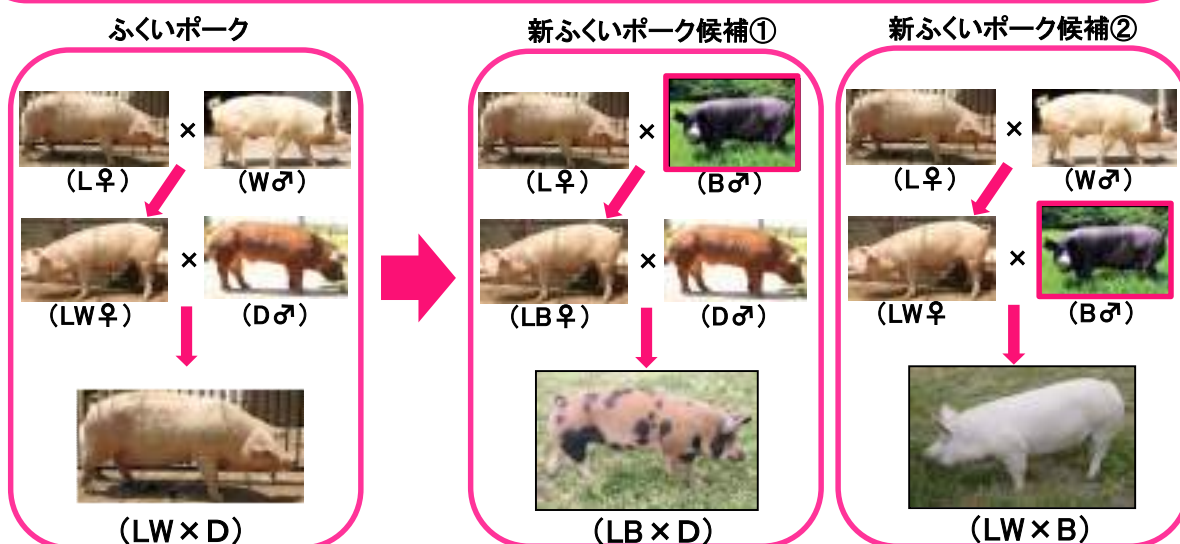 ふくいポーク
×
(L♀)
(W♂)
×
(LW♀)
(D♂)
(LW×D)
新ふくいポーク候補①
×
(L♀)
(B♂)
×
(LB♀)
(D♂)
(LB×D)
新ふくいポーク候補②
×
(L♀)
(W♂)
×
(LW♀
(B♂)
(LW×B)